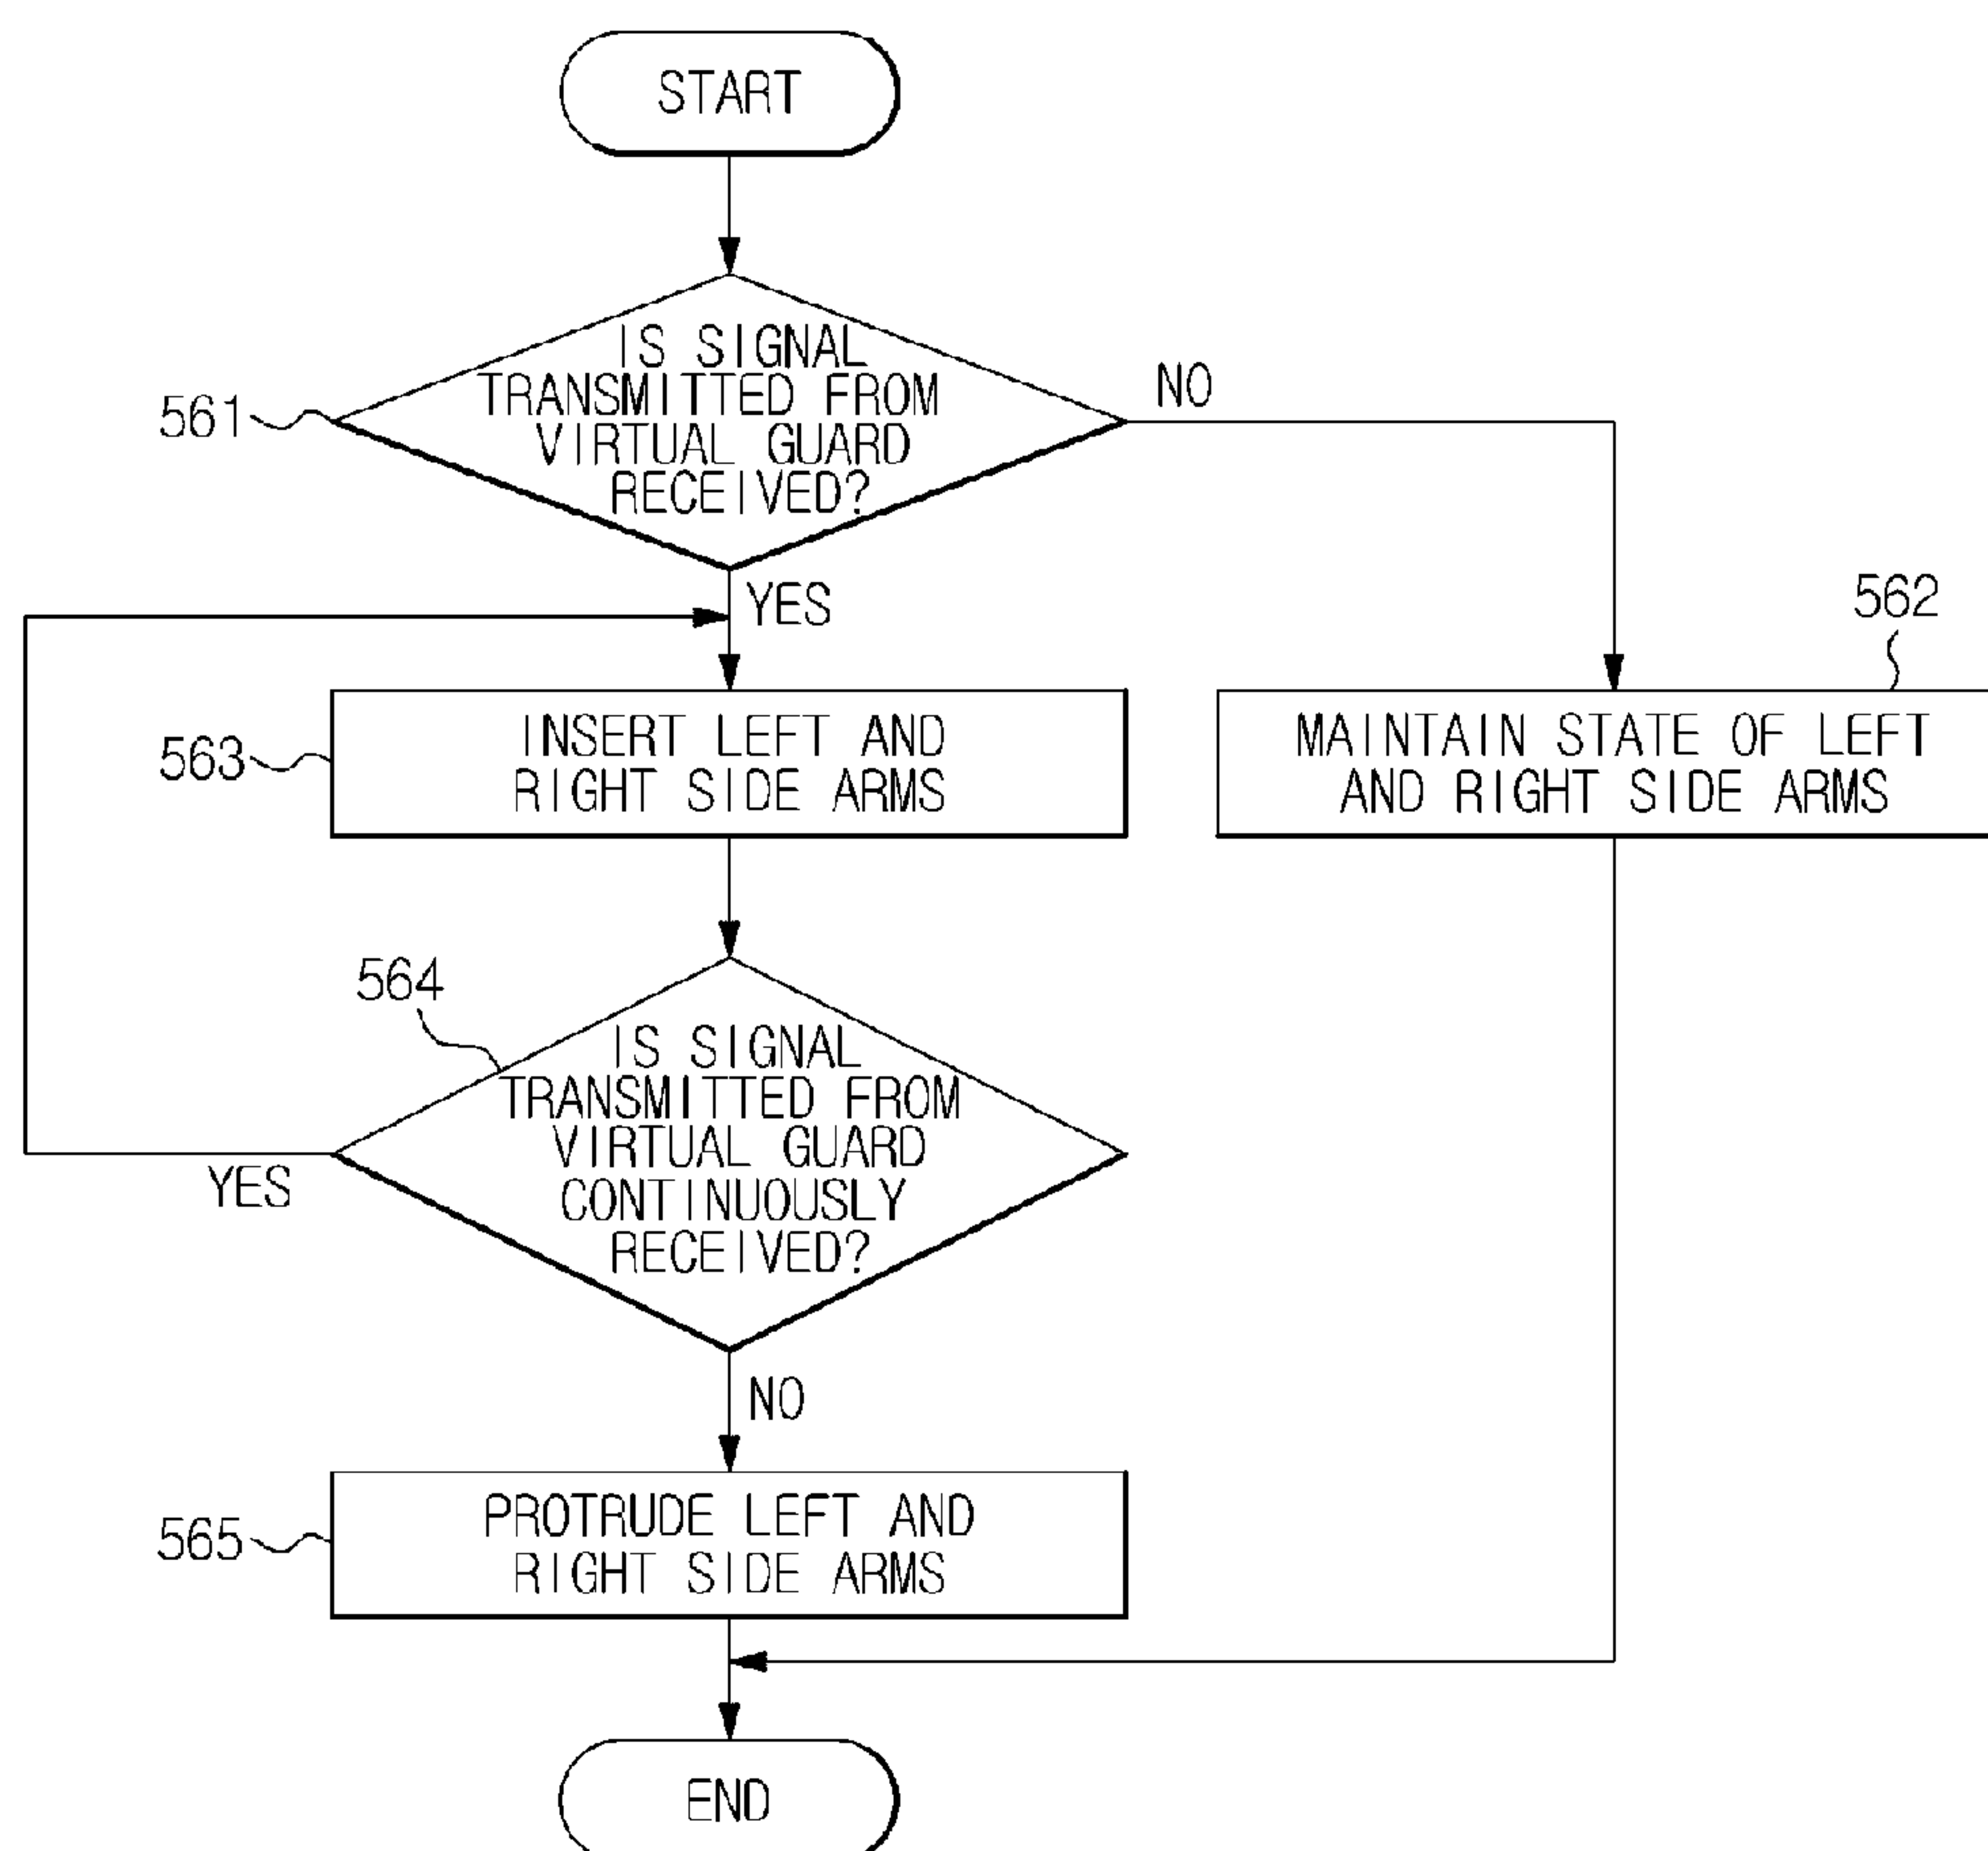 START
IS SIGNAL
TRANSMITTED FROM
VIRTUAL GUARD
RECEIVED?
561
NO
YES
562
INSERT LEFT AND
RIGHT SIDE ARMS
563
MAINTAIN STATE OF LEFT
AND RIGHT SIDE ARMS
564
IS SIGNAL
TRANSMITTED FROM
VIRTUAL GUARD
CONTINUOUSLY
RECEIVED?
YES
NO
PROTRUDE LEFT AND
RIGHT SIDE ARMS
565
END